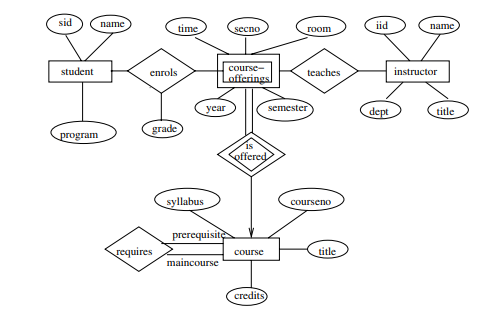 sid
name
time
secno
room
iid
name
student
enrols
course-
offerings
teaches
instructor
program
grade
year
semester
dept
title
is
offered
syllabus
courseno
prerequisite
requires
course
title
maincourse
credits